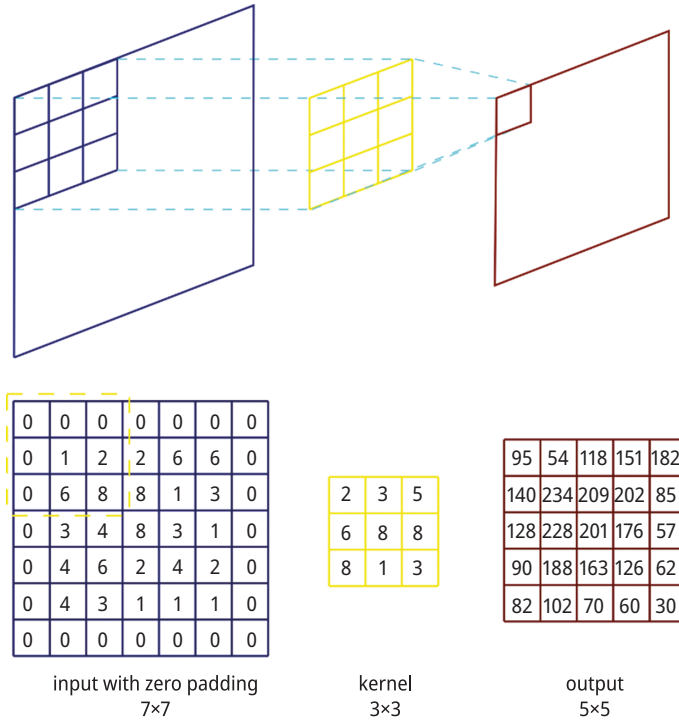 0 0 0 0 0 0 0
0 1 2 2 6 6 0
0 6 8 8 1 3 0
0 3 4 8 3 1 0
0 4 6 2 4 2 0
0 4 3 1 1 1 0
0 0 0 0 0 0 0
input with zero padding
7×7
2 3 5
6 8 8
8 1 3
kernel
3×3
95 54 118 151 182
140 234 209 202 85
128 228 201 176 57
90 188 163 126 62
82 102 70 60 30
output
5×5